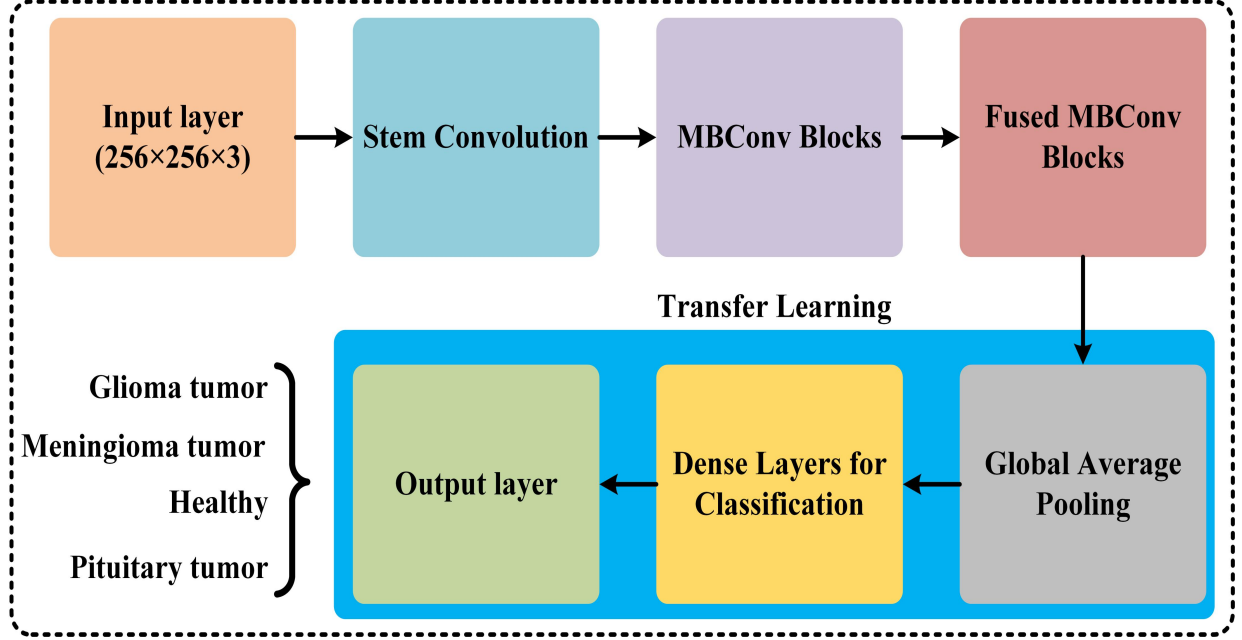 Input layer
(256×256×3)
Stem Convolution
MBConv Blocks
Fused MBConv
Blocks
Transfer Learning
Glioma tumor
Meningioma tumor
Healthy
Pituitary tumor
Output layer
Dense Layers for
Classification
Global Average
Pooling